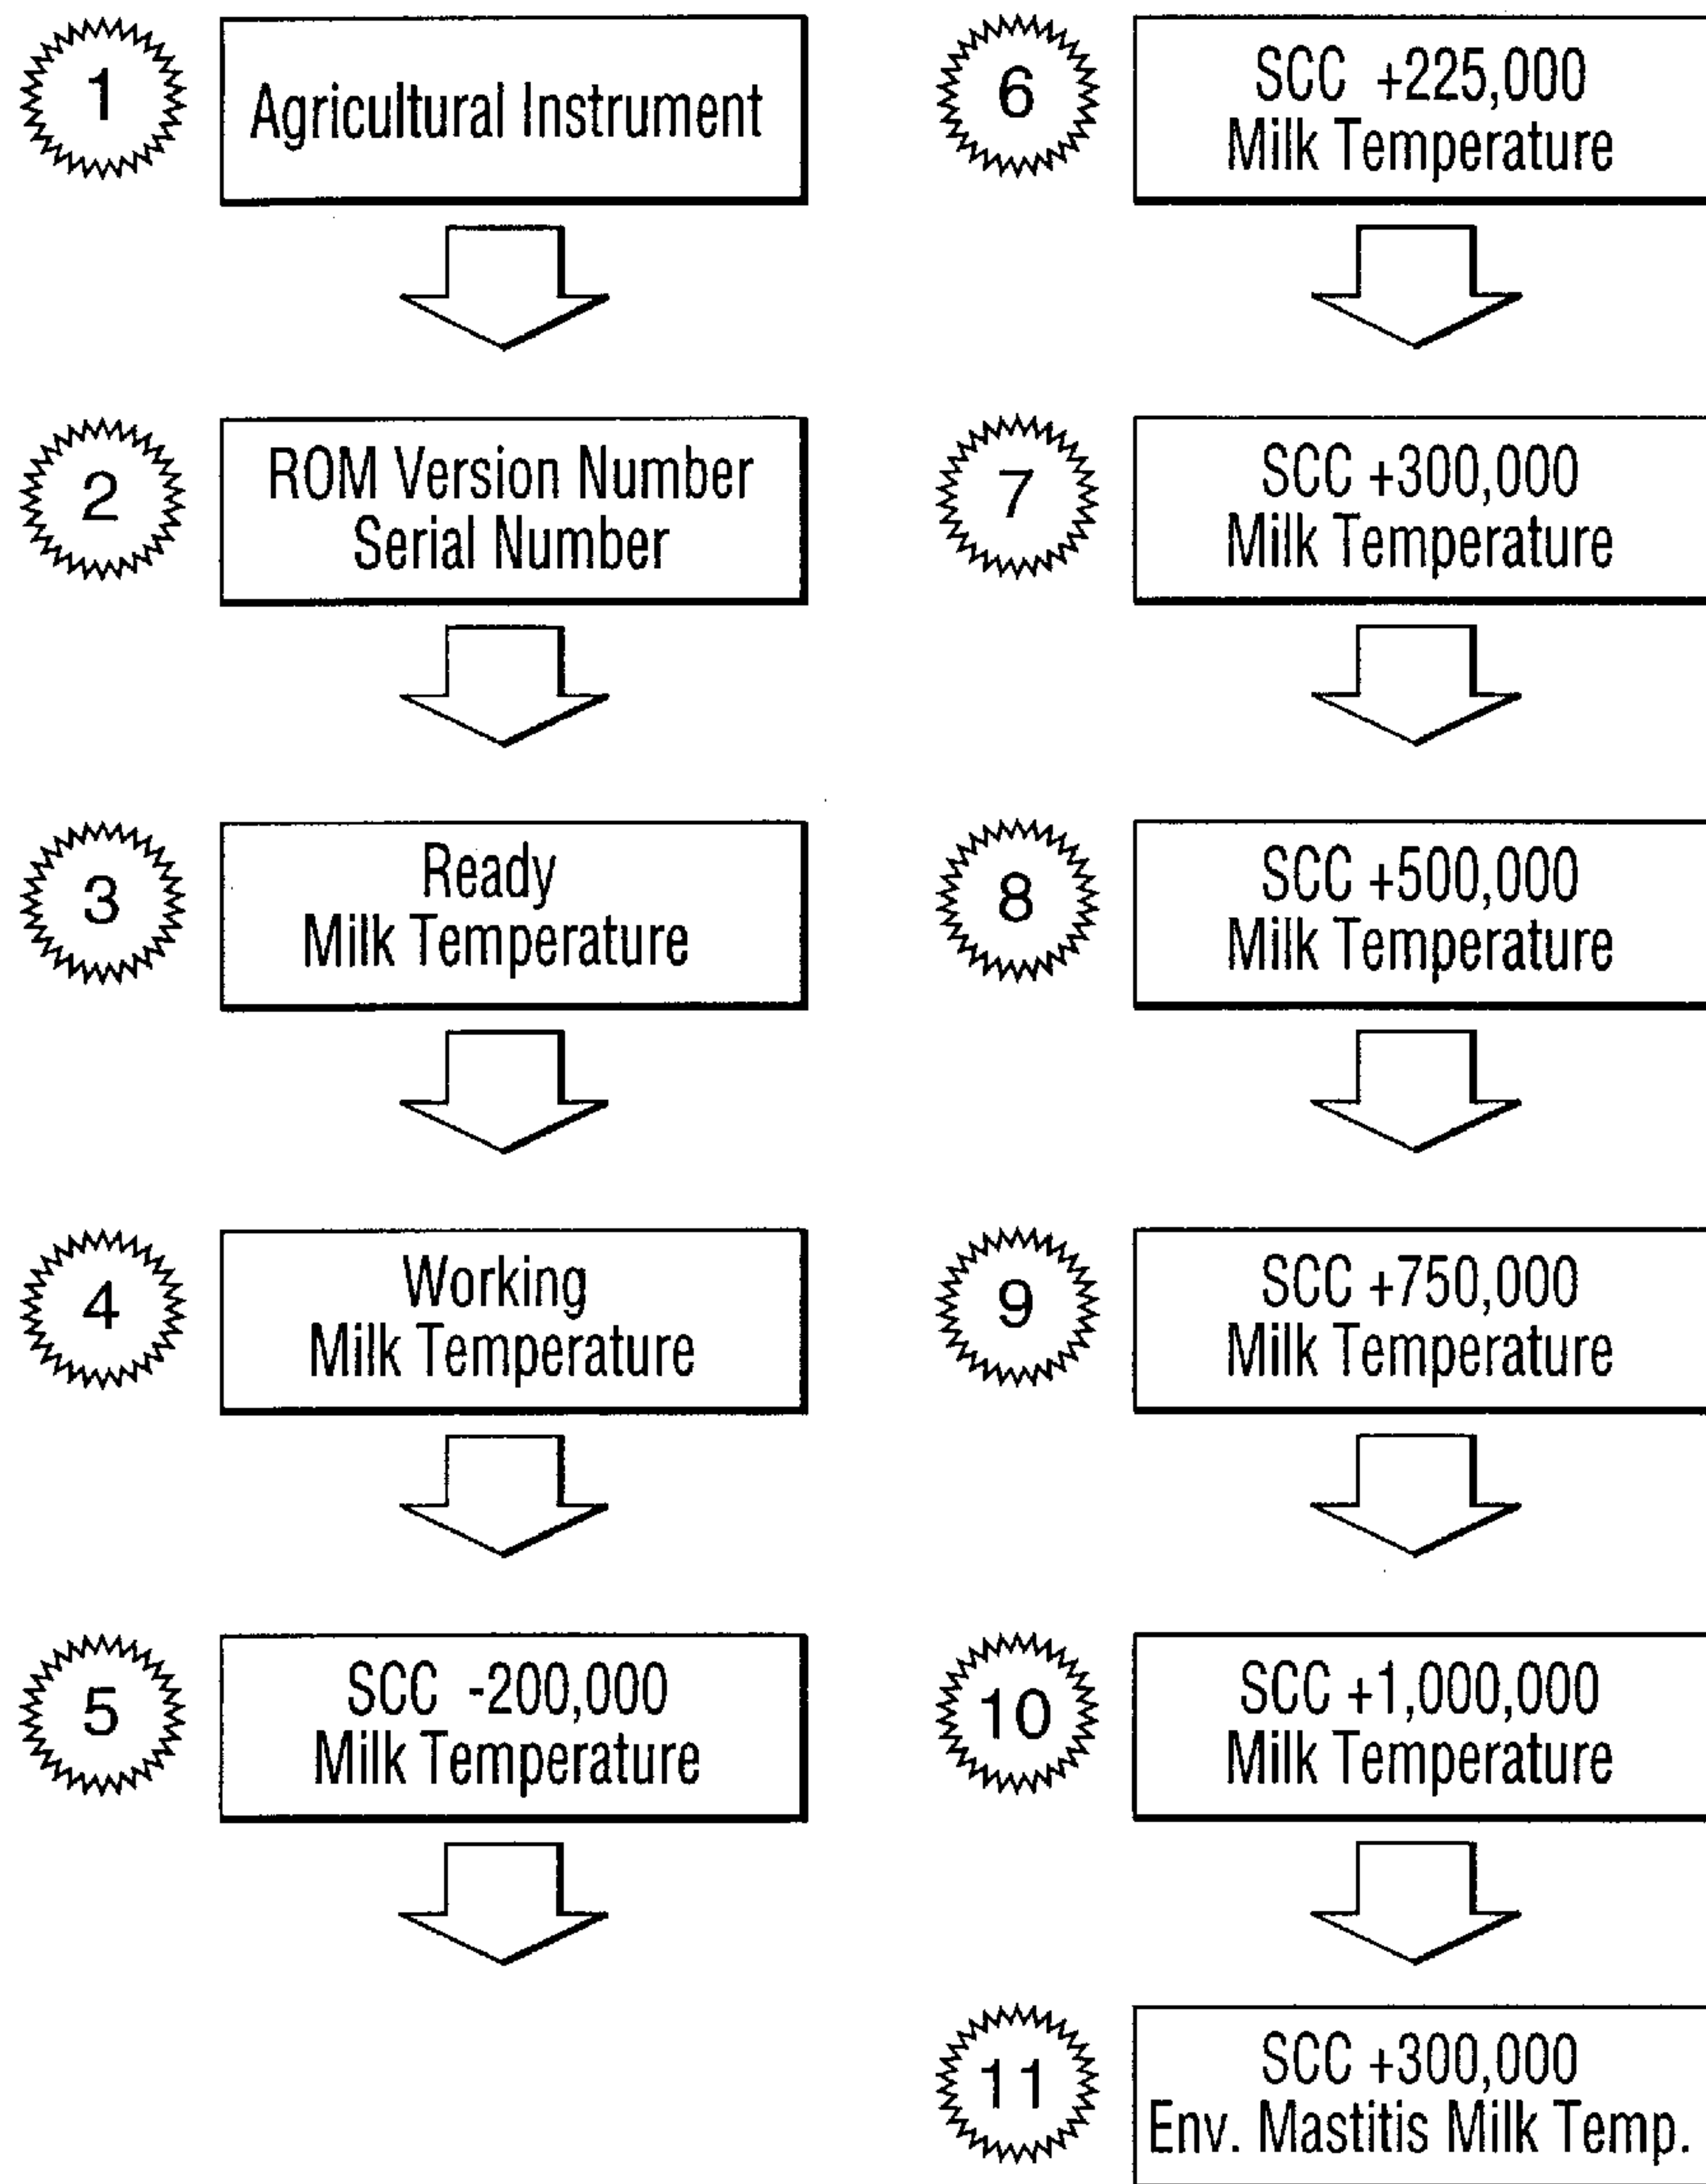 1
Agricultural Instrument
2
ROM Version Number
Serial Number
3
Ready
Milk Temperature
4
Working
Milk Temperature
5
SCC -200,000
Milk Temperature
6
SCC +225,000
Milk Temperature
7
SCC +300,000
Milk Temperature
8
SCC +500,000
Milk Temperature
9
SCC +750,000
Milk Temperature
10
SCC +1,000,000
Milk Temperature
11
SCC +300,000
Env. Mastitis Milk Temp.